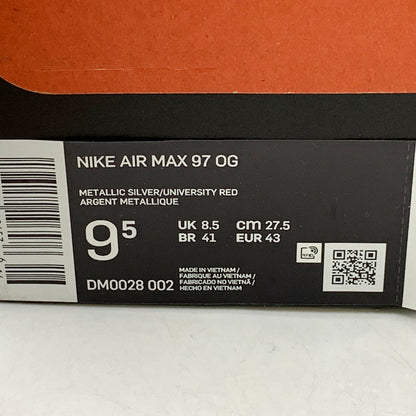 NIKE AIR MAX 97 OG
METALLIC SILVER/UNIVERSITY RED
ARGENT METALLIQUE
9⁵
UK 8.5 CM 27.5
BR 41 EUR 43
MADE IN VIETNAM /
FABRIQUE AU VIETNAM /
FABRICADO NO VIETNÃ /
HECHO EN VIETNAM
DM0028 002